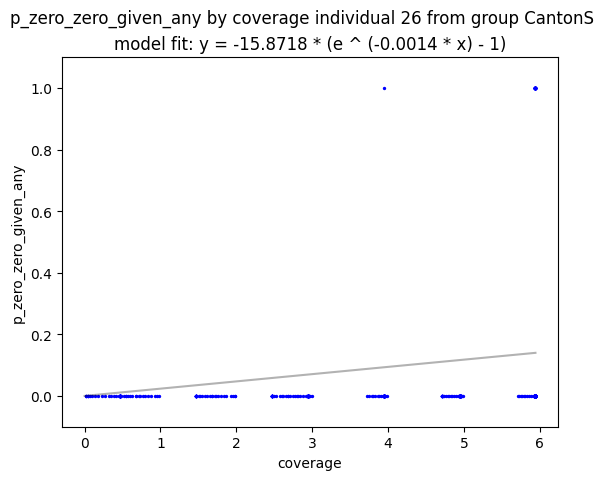 p_zero_zero_given_any by coverage individual 26 from group CantonS
model fit: y = -15.8718 * (e ^ (-0.0014 * x) - 1)
1.0
0.8
0.6
0.4
0.2
0.0
p_zero_zero_given_any
0 1 2 3 4 5 6
coverage